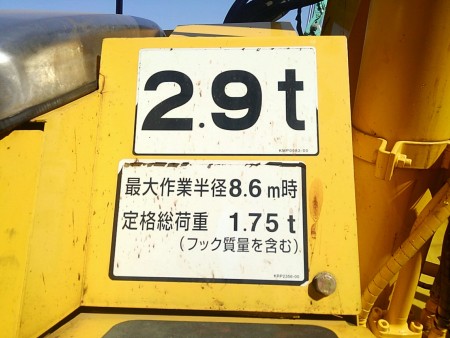 2.9t
最大作業半径8.6m時
定格総荷重 1.75t
(フック質量を含む)